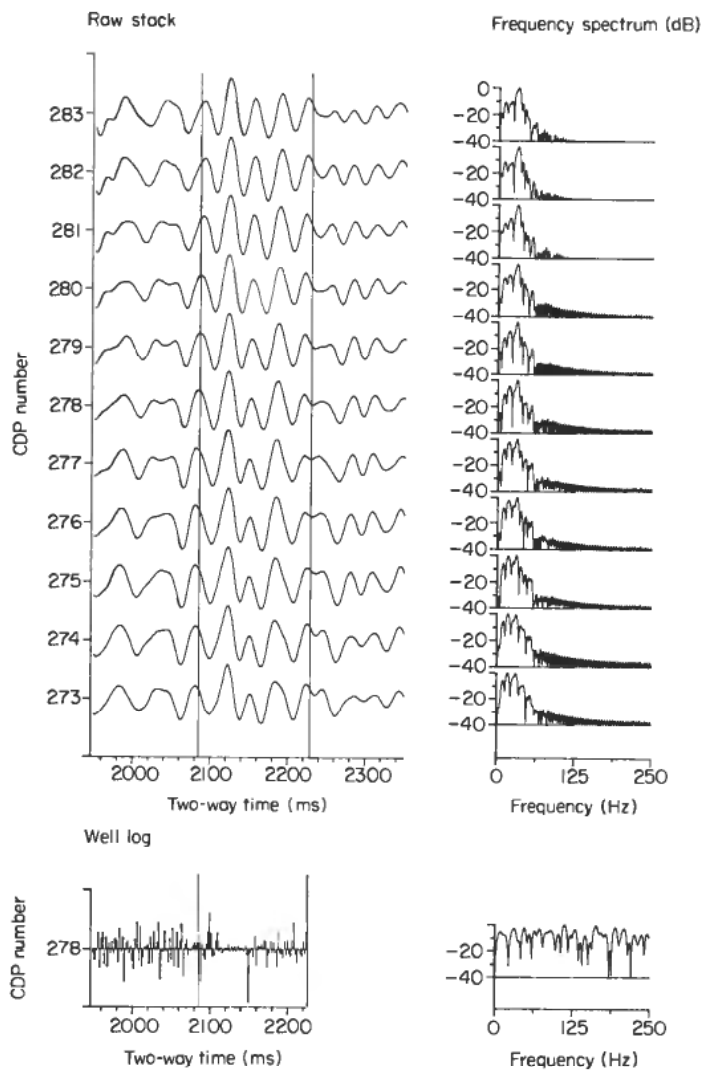 Raw stack
Frequency spectrum (dB)
CDP number
283
282
281
280
279
278
277
276
275
274
273
2000 2100 2200 2300
Two-way time (ms)
0
-20
-40
-20
-40
-20
-40
-20
-40
-20
-40
-20
-40
-20
-40
-20
-40
-20
-40
-20
-40
-20
-40
0 125 250
Frequency (Hz)
Well log
CDP number
278
2000 2100 2200
Two-way time (ms)
-20
-40
0 125 250
Frequency (Hz)